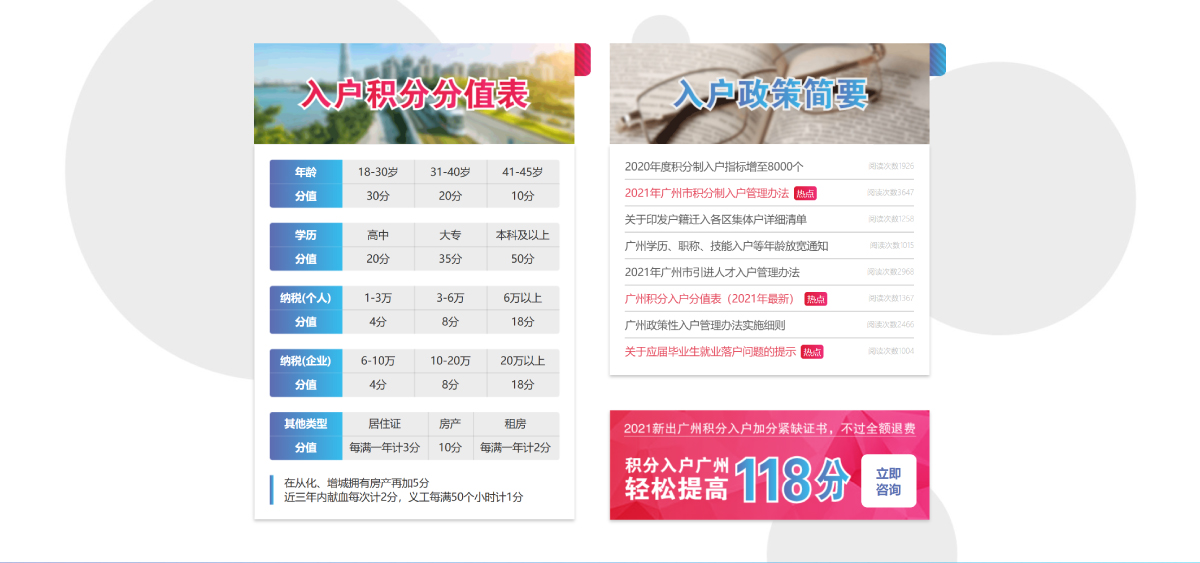 入户积分分值表
年龄 18-30岁 31-40岁 41-45岁
分值 30分 20分 10分
学历 高中 大专 本科及以上
分值 20分 35分 50分
纳税(个人) 1-3万 3-6万 6万以上
分值 4分 8分 18分
纳税(企业) 6-10万 10-20万 20万以上
分值 4分 8分 18分
其他类型 居住证 房产 租房
分值 每满一年计3分 10分 每满一年计2分
在从化、增城拥有房产再加5分
近三年内献血每次计2分，义工每满50个小时计1分
入户政策简要
2020年度积分制入户指标增至8000个 阅读次数1926
2021年广州市积分制入户管理办法 热点 阅读次数3647
关于印发户籍迁入各区集体户详细清单 阅读次数1258
广州学历、职称、技能入户等年龄放宽通知 阅读次数1015
2021年广州市引进人才入户管理办法 阅读次数2968
广州积分入户分值表（2021年最新） 热点 阅读次数1367
广州政策性入户管理办法实施细则 阅读次数2466
关于应届毕业生就业落户问题的提示 热点 阅读次数1004
2021新出广州积分入户加分紧缺证书，不过全额退费
积分入户广州
轻松提高 118分
立即
咨询